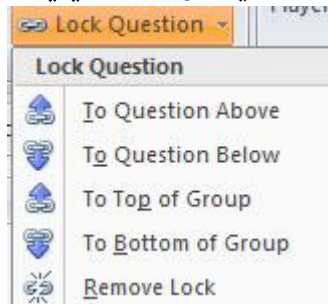 Lock Question
Lock Question
To Question Above
To Question Below
To Top of Group
To Bottom of Group
Remove Lock